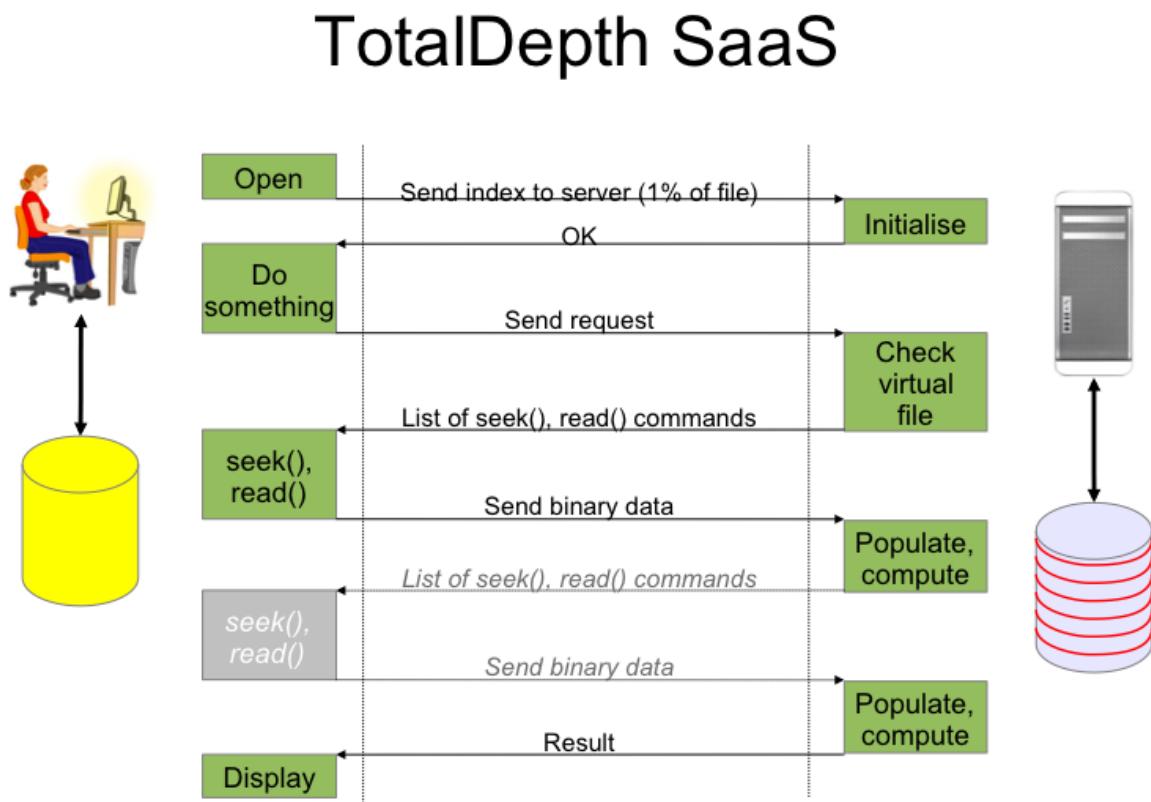 TotalDepth SaaS
Open
Send index to server (1% of file)
Initialise
OK
Do
something
Send request
Check
virtual
file
List of seek(), read() commands
seek(),
read()
Send binary data
Populate,
compute
List of seek(), read() commands
seek(),
read()
Send binary data
Populate,
compute
Result
Display